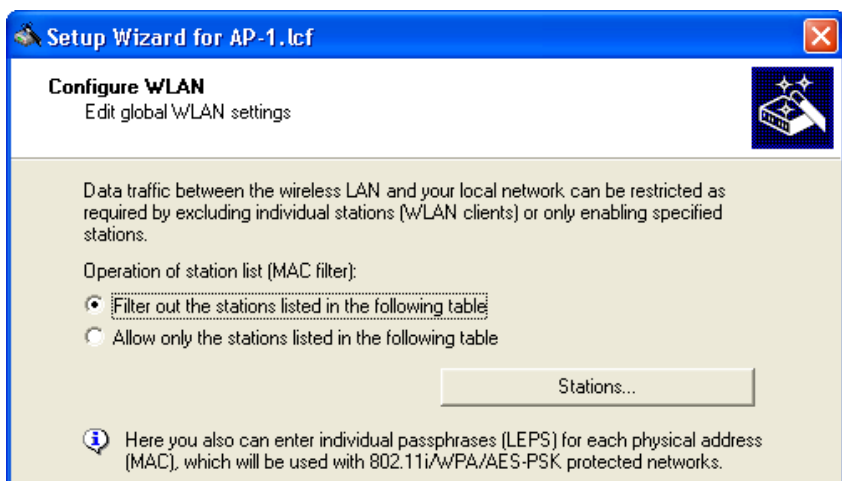 Setup Wizard for AP-1.lcf
Configure WLAN
Edit global WLAN settings
Data traffic between the wireless LAN and your local network can be restricted as
required by excluding individual stations (WLAN clients) or only enabling specified
stations.
Operation of station list (MAC filter):
Filter out the stations listed in the following table
Allow only the stations listed in the following table
Stations...
Here you also can enter individual passphrases (LEPS) for each physical address
(MAC), which will be used with 802.11i/WPA/AES-PSK protected networks.